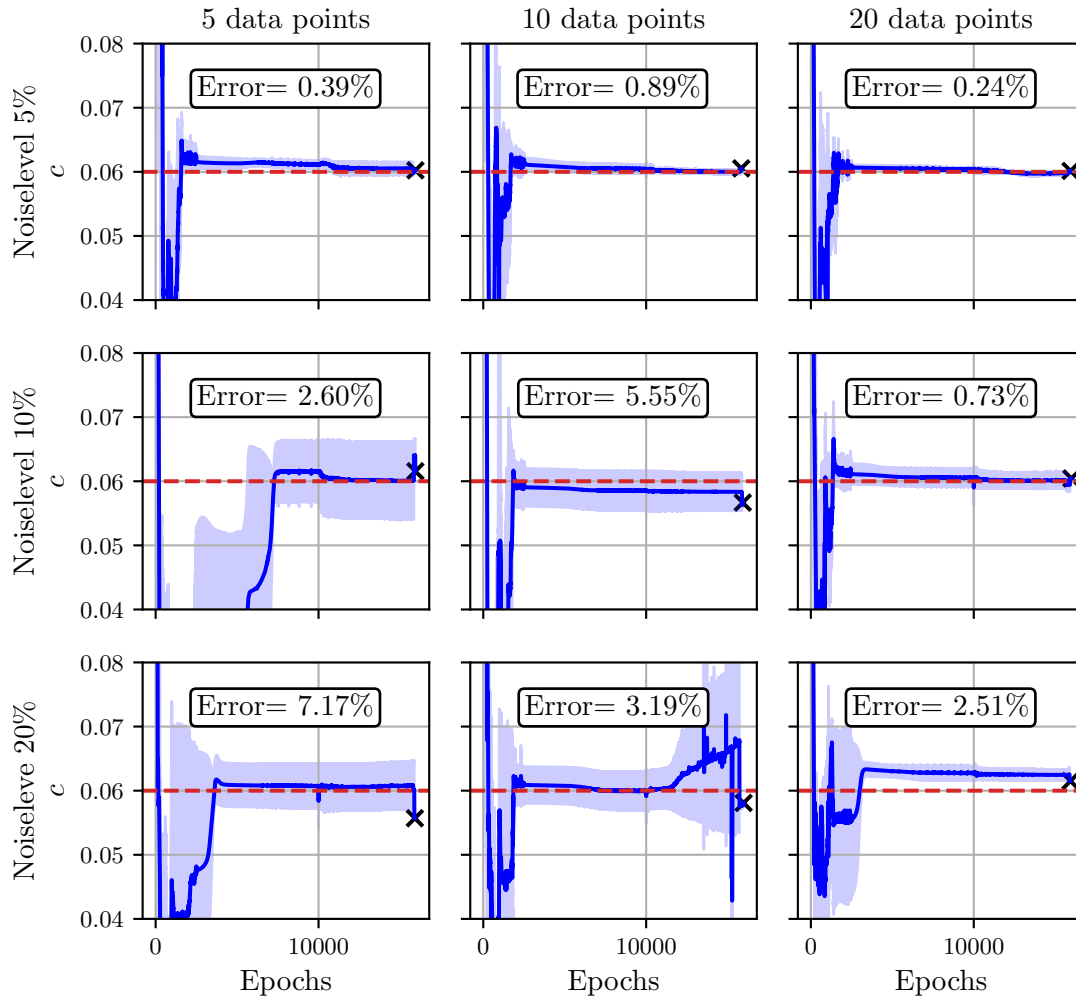 5 data points 10 data points 20 data points
Noiselevel 5%
c
0.08
0.07
0.06
0.05
0.04
Error= 0.39%
Error= 0.89%
Error= 0.24%
Noiselevel 10%
c
0.08
0.07
0.06
0.05
0.04
Error= 2.60%
Error= 5.55%
Error= 0.73%
Noiseleve 20%
c
0.08
0.07
0.06
0.05
0.04
Error= 7.17%
Error= 3.19%
Error= 2.51%
0 10000 0 10000 0 10000
Epochs Epochs Epochs